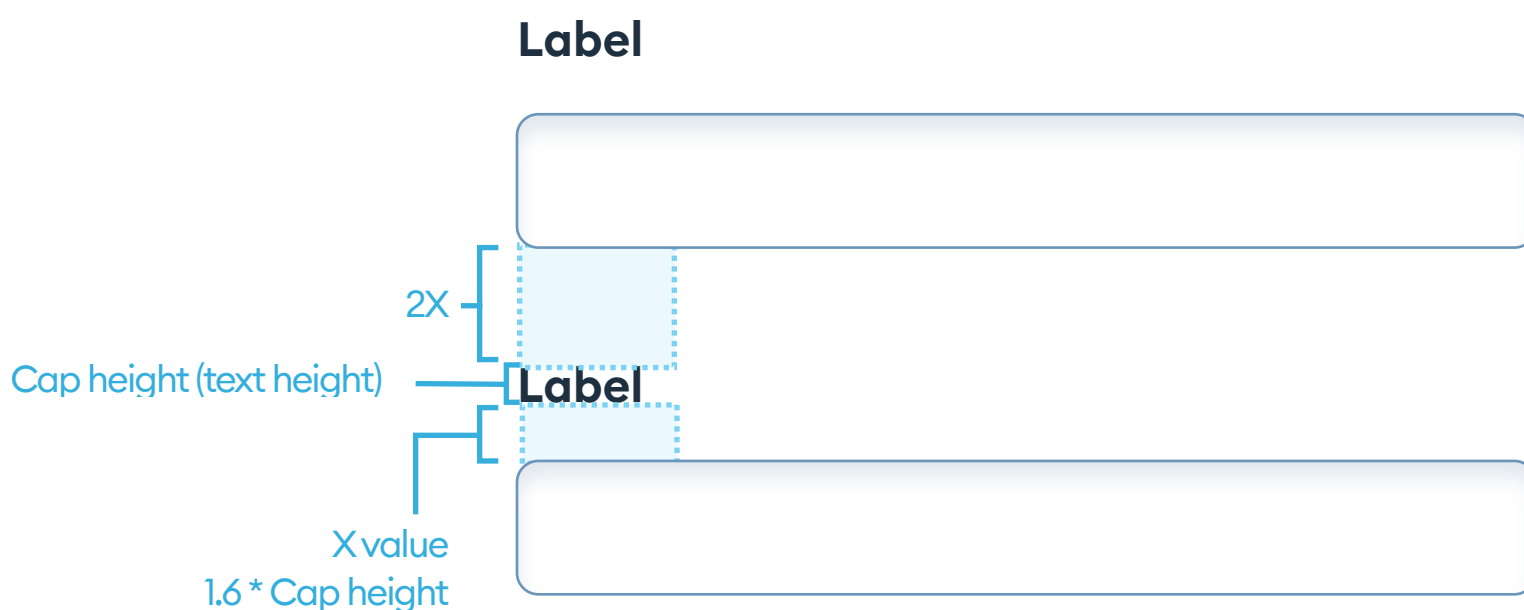 Label
2X
Cap height (text height)
Label
X value
1.6 * Cap height